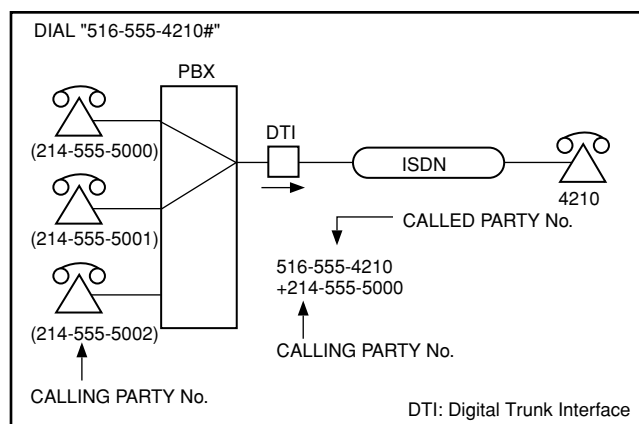 DIAL "516-555-4210#"
PBX
DTI
(214-555-5000)
ISDN
4210
(214-555-5001)
CALLED PARTY No.
516-555-4210
+214-555-5000
(214-555-5002)
CALLING PARTY No.
CALLING PARTY No.
DTI: Digital Trunk Interface